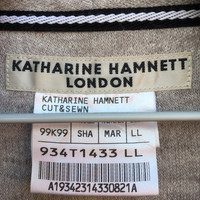 KATHARINE HAMNETT
LONDON
KATHARINE HAMNETT
CUT&SEWN
99K99 SHA MAR LL
934T1433 LL
A19342314330821A